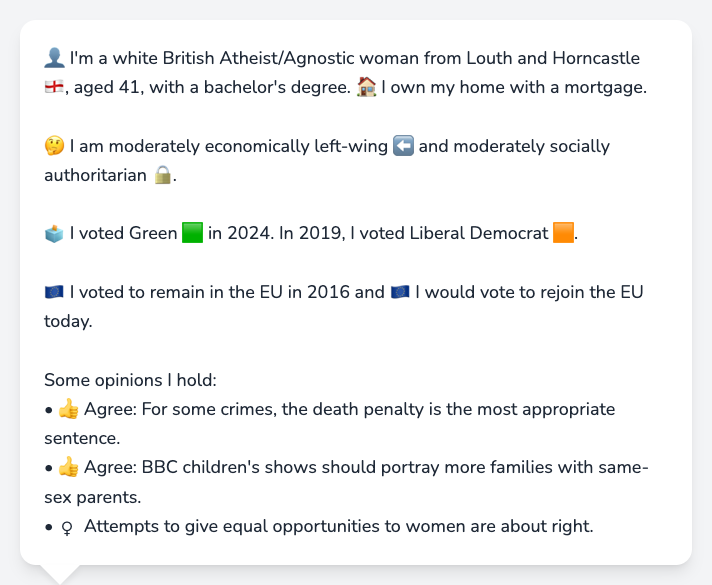 👤 I'm a white British Atheist/Agnostic woman from Louth and Horncastle
🏴󠁧󠁢󠁥󠁮󠁧󠁿, aged 41, with a bachelor's degree. 🏠 I own my home with a mortgage.
🤔 I am moderately economically left-wing ⬅️ and moderately socially
authoritarian 🔒.
🗳️ I voted Green 🟩 in 2024. In 2019, I voted Liberal Democrat 🟧.
🇪🇺 I voted to remain in the EU in 2016 and 🇪🇺 I would vote to rejoin the EU
today.
Some opinions I hold:
• 👍 Agree: For some crimes, the death penalty is the most appropriate
sentence.
• 👍 Agree: BBC children's shows should portray more families with same-
sex parents.
• ♀ Attempts to give equal opportunities to women are about right.